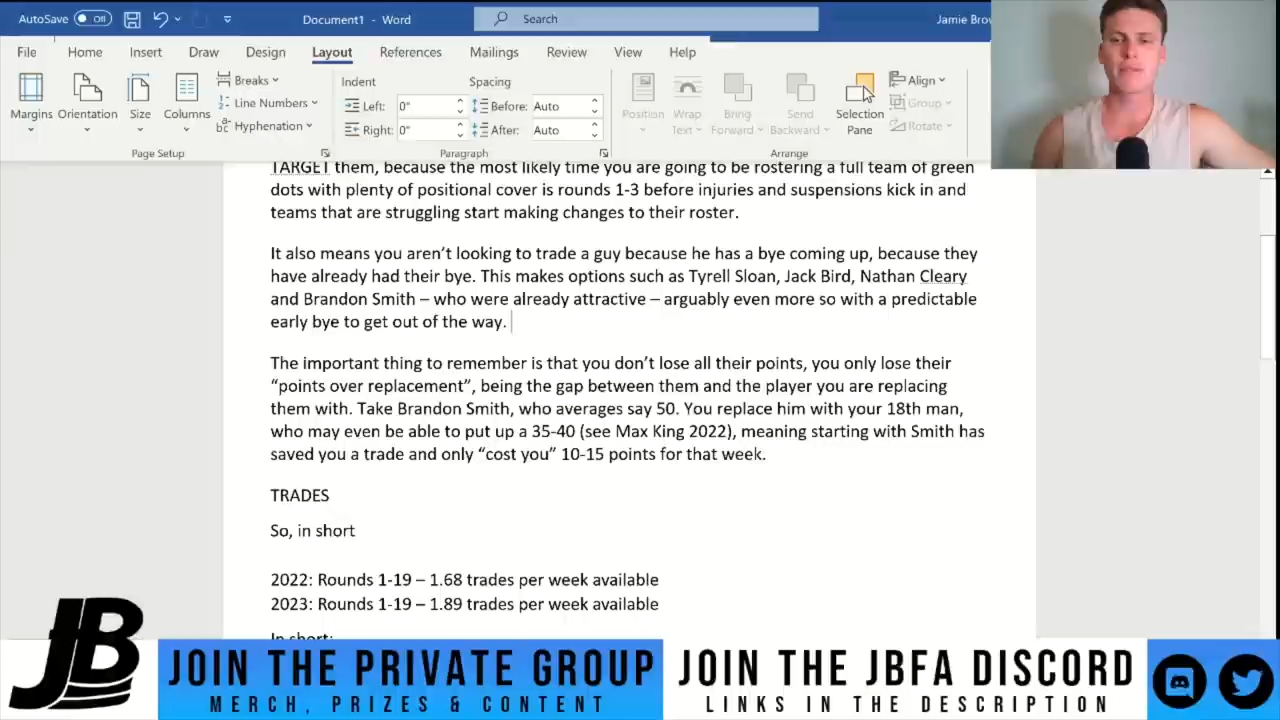 AutoSave Off Document1 - Word Search Jamie Brow
File Home Insert Draw Design Layout References Mailings Review View Help
Margins Orientation Size Columns
Breaks
Line Numbers
Hyphenation
Page Setup
Indent
Left: 0"
Right: 0"
Spacing
Before: Auto
After: Auto
Paragraph
Position
Wrap Text
Bring Forward
Send Backward
Selection Pane
Align
Group
Rotate
Arrange
TARGET them, because the most likely time you are going to be rostering a full team of green
dots with plenty of positional cover is rounds 1-3 before injuries and suspensions kick in and
teams that are struggling start making changes to their roster.
It also means you aren’t looking to trade a guy because he has a bye coming up, because they
have already had their bye. This makes options such as Tyrell Sloan, Jack Bird, Nathan Cleary
and Brandon Smith – who were already attractive – arguably even more so with a predictable
early bye to get out of the way.
The important thing to remember is that you don’t lose all their points, you only lose their
“points over replacement”, being the gap between them and the player you are replacing
them with. Take Brandon Smith, who averages say 50. You replace him with your 18th man,
who may even be able to put up a 35-40 (see Max King 2022), meaning starting with Smith has
saved you a trade and only “cost you” 10-15 points for that week.
TRADES
So, in short
2022: Rounds 1-19 – 1.68 trades per week available
2023: Rounds 1-19 – 1.89 trades per week available
In short:
JB
JOIN THE PRIVATE GROUP
MERCH, PRIZES & CONTENT
JOIN THE JBFA DISCORD
LINKS IN THE DESCRIPTION